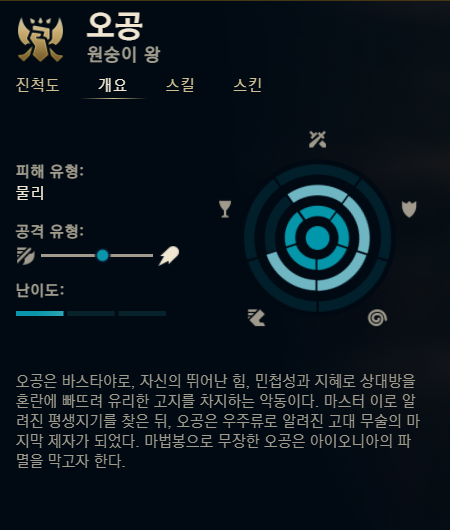 오공
원숭이 왕
진척도 개요 스킬 스킨
피해 유형:
물리
공격 유형:
난이도:
오공은 바스타야로, 자신의 뛰어난 힘, 민첩성과 지혜로 상대방을
혼란에 빠뜨려 유리한 고지를 차지하는 악동이다. 마스터 이로 알
려진 평생지기를 찾은 뒤, 오공은 우주류로 알려진 고대 무술의 마
지막 제자가 되었다. 마법봉으로 무장한 오공은 아이오니아의 파
멸을 막고자 한다.